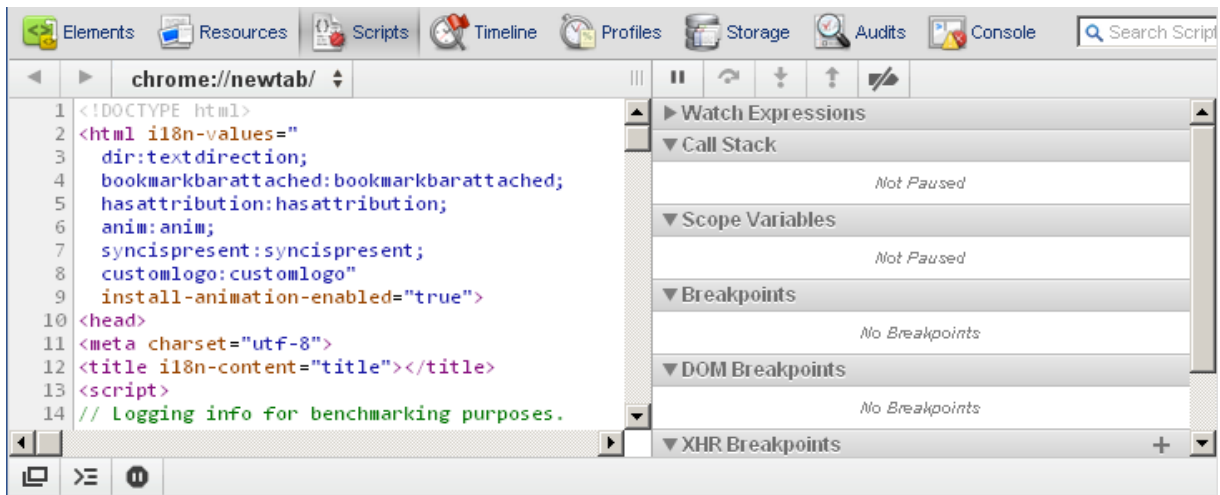 Elements Resources Scripts Timeline Profiles Storage Audits Console Search Script
chrome://newtab/
1 <!DOCTYPE html>
2 <html i18n-values="
3 dir:textdirection;
4 bookmarkbarattached:bookmarkbarattached;
5 hasattribution:hasattribution;
6 anim:anim;
7 syncispresent:syncispresent;
8 customlogo:customlogo"
9 install-animation-enabled="true">
10 <head>
11 <meta charset="utf-8">
12 <title i18n-content="title"></title>
13 <script>
14 // Logging info for benchmarking purposes.
Watch Expressions
Call Stack
Not Paused
Scope Variables
Not Paused
Breakpoints
No Breakpoints
DOM Breakpoints
No Breakpoints
XHR Breakpoints +